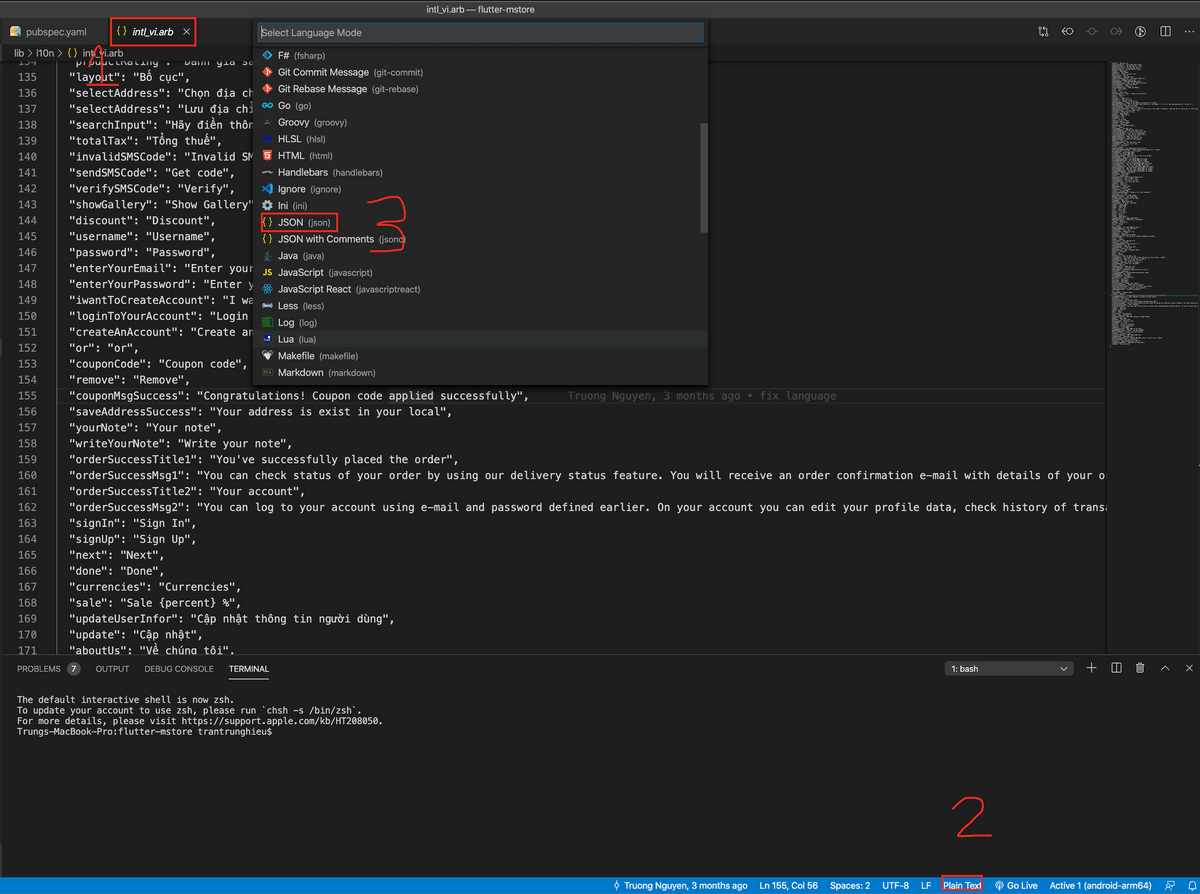 intl_vi.arb — flutter-mstore
pubspec.yaml
{} intl_vi.arb ×
1
lib > l10n > {} intl_vi.arb
Select Language Mode
F# (fsharp)
Git Commit Message (git-commit)
Git Rebase Message (git-rebase)
Go (go)
Groovy (groovy)
HLSL (hlsl)
HTML (html)
Handlebars (handlebars)
Ignore (ignore)
Ini (ini)
{} JSON (json)
{} JSON with Comments (jsonc)
3
Java (java)
JS JavaScript (javascript)
JavaScript React (javascriptreact)
Less (less)
Log (log)
Lua (lua)
Makefile (makefile)
Markdown (markdown)
134 "productRating": "Đánh giá sả
135 "layout": "Bố cục",
136 "selectAddress": "Chọn địa ch
137 "selectAddress": "Lưu địa chỉ
138 "searchInput": "Hãy điền thôn
139 "totalTax": "Tổng thuế",
140 "invalidSMSCode": "Invalid SM
141 "sendSMSCode": "Get code",
142 "verifySMSCode": "Verify",
143 "showGallery": "Show Gallery"
144 "discount": "Discount",
145 "username": "Username",
146 "password": "Password",
147 "enterYourEmail": "Enter your
148 "enterYourPassword": "Enter y
149 "iwantToCreateAccount": "I wa
150 "loginToYourAccount": "Login
151 "createAnAccount": "Create an
152 "or": "or",
153 "couponCode": "Coupon code",
154 "remove": "Remove",
155 "couponMsgSuccess": "Congratulations! Coupon code applied successfully", Truong Nguyen, 3 months ago • fix language
156 "saveAddressSuccess": "Your address is exist in your local",
157 "yourNote": "Your note",
158 "writeYourNote": "Write your note",
159 "orderSuccessTitle1": "You've successfully placed the order",
160 "orderSuccessMsg1": "You can check status of your order by using our delivery status feature. You will receive an order confirmation e-mail with details of your o
161 "orderSuccessTitle2": "Your account",
162 "orderSuccessMsg2": "You can log to your account using e-mail and password defined earlier. On your account you can edit your profile data, check history of transa
163 "signIn": "Sign In",
164 "signUp": "Sign Up",
165 "next": "Next",
166 "done": "Done",
167 "currencies": "Currencies",
168 "sale": "Sale {percent} %",
169 "updateUserInfor": "Cập nhật thông tin người dùng",
170 "update": "Cập nhật",
171 "aboutUs": "Về chúng tôi",
PROBLEMS 7 OUTPUT DEBUG CONSOLE TERMINAL 1: bash
The default interactive shell is now zsh.
To update your account to use zsh, please run `chsh -s /bin/zsh`.
For more details, please visit https://support.apple.com/kb/HT208050.
Trungs-MacBook-Pro:flutter-mstore trantrunghieu$
2
Truong Nguyen, 3 months ago Ln 155, Col 56 Spaces: 2 UTF-8 LF Plain Text Go Live Active 1 (android-arm64)